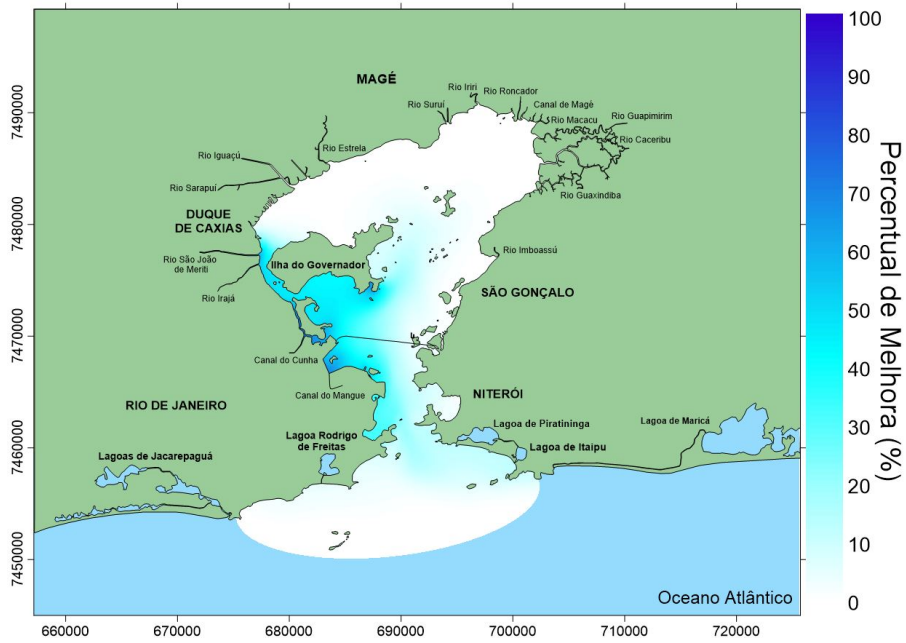 MAGÉ
Rio Iriri
Rio Roncador
Rio Suruí
Canal de Magé
Rio Macacu
Rio Guapimirim
Rio Caceribu
Rio Estrela
Rio Iguaçú
Rio Sarapuí
Rio Guaxindiba
DUQUE
DE CAXIAS
Rio Imboassú
Rio São João
de Meriti
Ilha do Governador
Rio Irajá
SÃO GONÇALO
Canal do Cunha
Canal do Mangue
NITERÓI
RIO DE JANEIRO
Lagoa de Piratininga
Lagoa de Maricá
Lagoa Rodrigo
de Freitas
Lagoa de Itaipu
Lagoas de Jacarepaguá
Oceano Atlântico
7490000
7480000
7470000
7460000
7450000
660000
670000
680000
690000
700000
710000
720000
100
90
80
70
60
50
40
30
20
10
0
Percentual de Melhora (%)